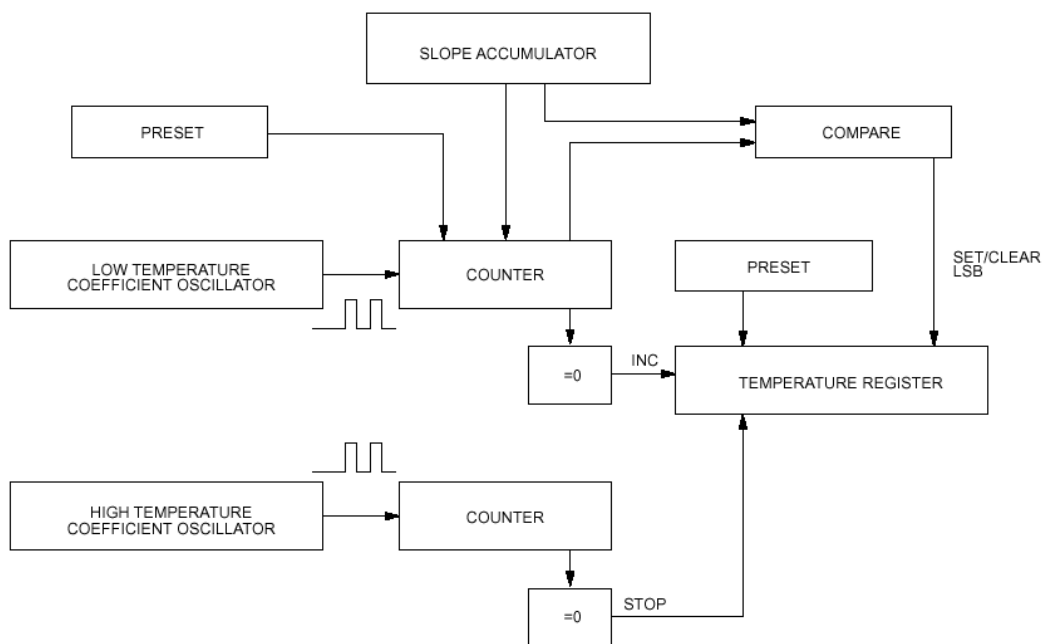 SLOPE ACCUMULATOR
PRESET
COMPARE
LOW TEMPERATURE
COEFFICIENT OSCILLATOR
COUNTER
PRESET
SET/CLEAR
LSB
=0
INC
TEMPERATURE REGISTER
HIGH TEMPERATURE
COEFFICIENT OSCILLATOR
COUNTER
=0
STOP